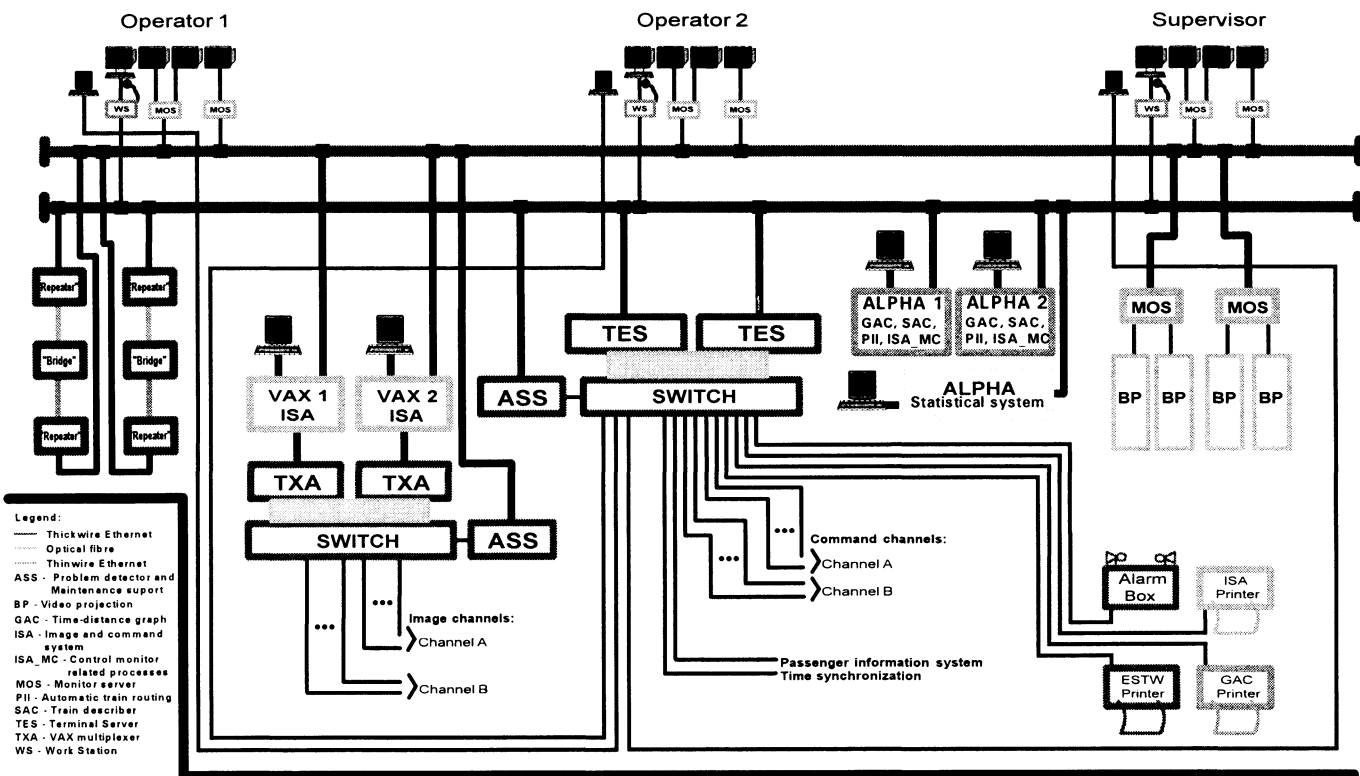 Operator 1
Operator 2
Supervisor
WS
MOS
MOS
WS
MOS
MOS
WS
MOS
MOS
"Repeater"
"Repeater"
"Bridge"
"Bridge"
"Repeater"
"Repeater"
VAX 1
ISA
VAX 2
ISA
TXA
TXA
SWITCH
ASS
Image channels:
Channel A
Channel B
TES
TES
ASS
SWITCH
Command channels:
Channel A
Channel B
Passenger information system
Time synchronization
ALPHA 1
GAC, SAC,
PII, ISA_MC
ALPHA 2
GAC, SAC,
PII, ISA_MC
ALPHA
Statistical system
MOS
MOS
BP
BP
BP
BP
Alarm
Box
ISA
Printer
ESTW
Printer
GAC
Printer
Legend:
Thickwire Ethernet
Optical fibre
Thinwire Ethernet
ASS - Problem detector and
Maintenance suport
BP - Video projection
GAC - Time-distance graph
ISA - Image and command
system
ISA_MC - Control monitor
related processes
MOS - Monitor server
PII - Automatic train routing
SAC - Train describer
TES - Terminal Server
TXA - VAX multiplexer
WS - Work Station